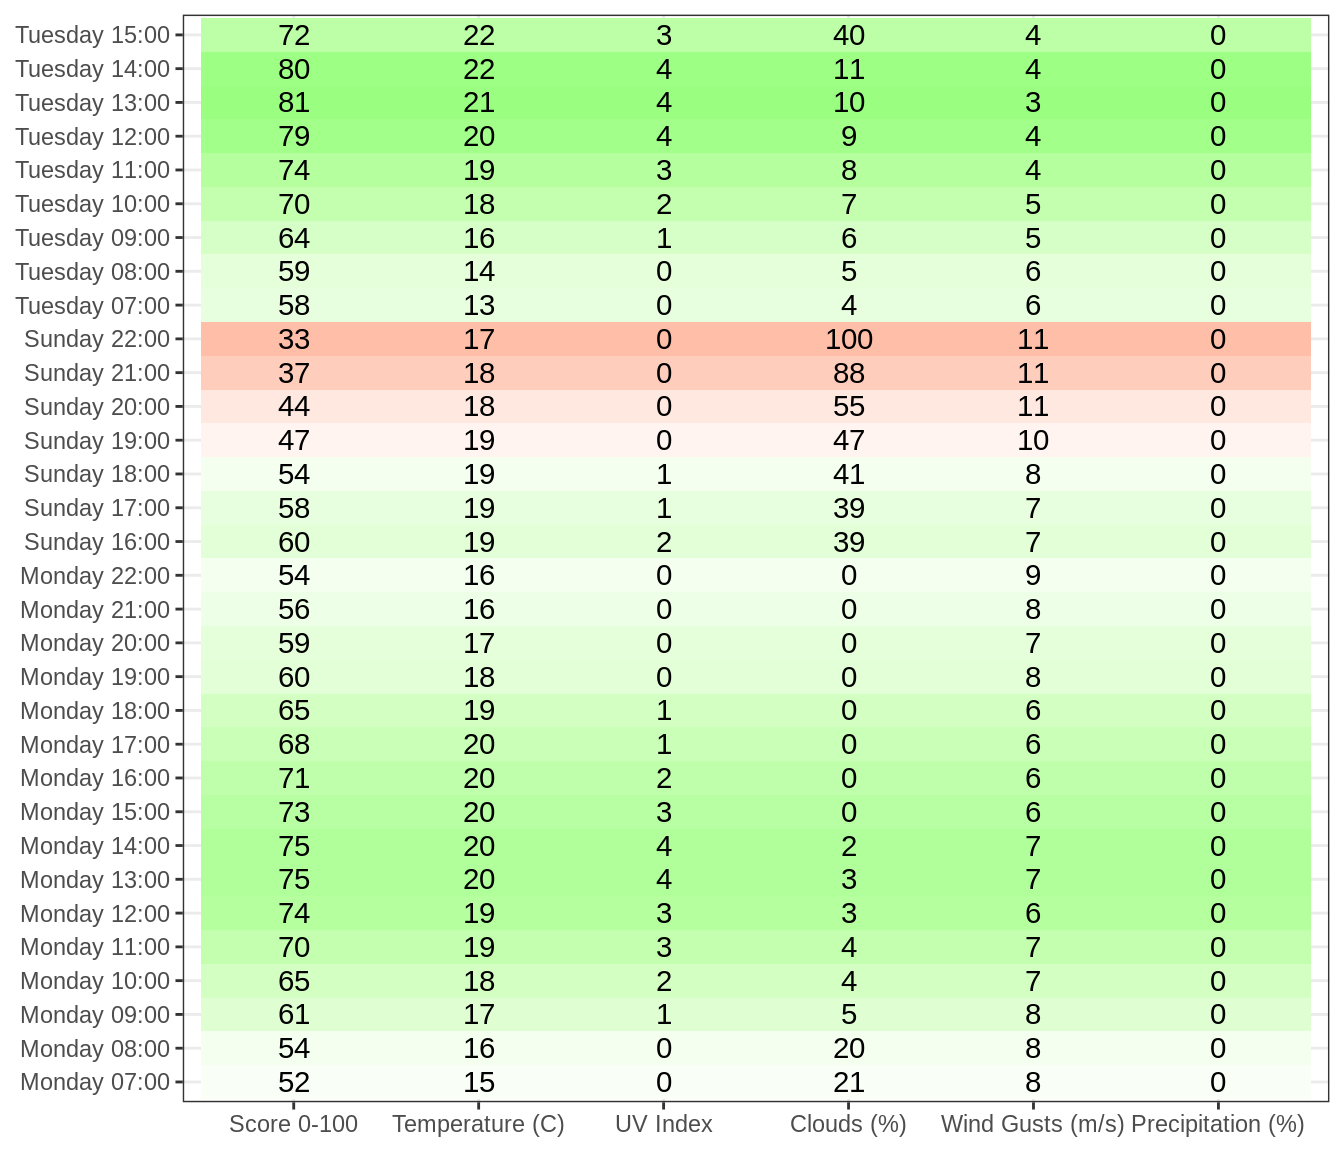 Tuesday 15:00 72 22 3 40 4 0
Tuesday 14:00 80 22 4 11 4 0
Tuesday 13:00 81 21 4 10 3 0
Tuesday 12:00 79 20 4 9 4 0
Tuesday 11:00 74 19 3 8 4 0
Tuesday 10:00 70 18 2 7 5 0
Tuesday 09:00 64 16 1 6 5 0
Tuesday 08:00 59 14 0 5 6 0
Tuesday 07:00 58 13 0 4 6 0
Sunday 22:00 33 17 0 100 11 0
Sunday 21:00 37 18 0 88 11 0
Sunday 20:00 44 18 0 55 11 0
Sunday 19:00 47 19 0 47 10 0
Sunday 18:00 54 19 1 41 8 0
Sunday 17:00 58 19 1 39 7 0
Sunday 16:00 60 19 2 39 7 0
Monday 22:00 54 16 0 0 9 0
Monday 21:00 56 16 0 0 8 0
Monday 20:00 59 17 0 0 7 0
Monday 19:00 60 18 0 0 8 0
Monday 18:00 65 19 1 0 6 0
Monday 17:00 68 20 1 0 6 0
Monday 16:00 71 20 2 0 6 0
Monday 15:00 73 20 3 0 6 0
Monday 14:00 75 20 4 2 7 0
Monday 13:00 75 20 4 3 7 0
Monday 12:00 74 19 3 3 6 0
Monday 11:00 70 19 3 4 7 0
Monday 10:00 65 18 2 4 7 0
Monday 09:00 61 17 1 5 8 0
Monday 08:00 54 16 0 20 8 0
Monday 07:00 52 15 0 21 8 0
Score 0-100 Temperature (C) UV Index Clouds (%) Wind Gusts (m/s) Precipitation (%)